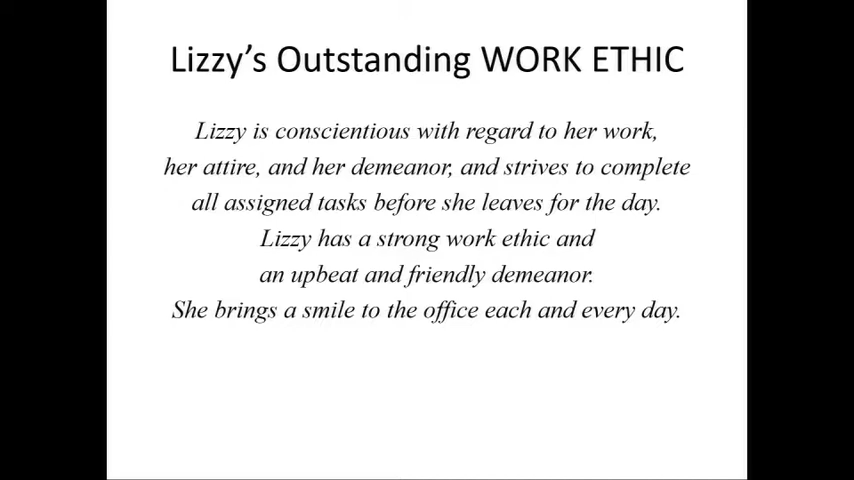 Lizzy’s Outstanding WORK ETHIC
Lizzy is conscientious with regard to her work,
her attire, and her demeanor, and strives to complete
all assigned tasks before she leaves for the day.
Lizzy has a strong work ethic and
an upbeat and friendly demeanor.
She brings a smile to the office each and every day.